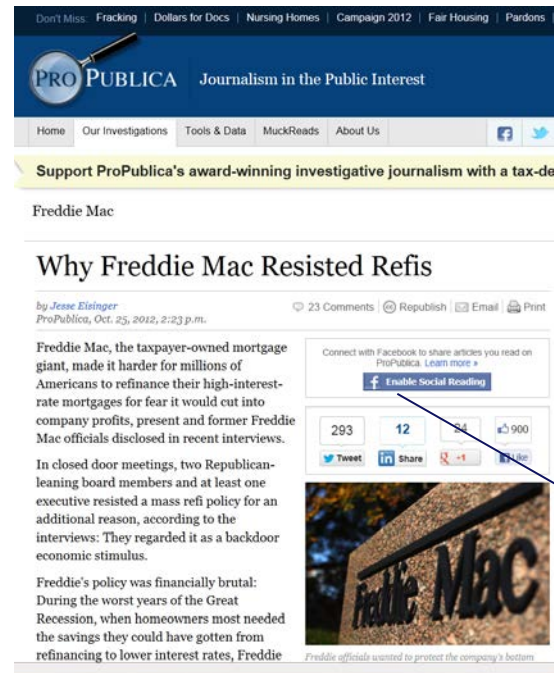 Don't Miss: Fracking | Dollars for Docs | Nursing Homes | Campaign 2012 | Fair Housing | Pardons |
PRO PUBLICA Journalism in the Public Interest
Home Our Investigations Tools & Data MuckReads About Us
Support ProPublica's award-winning investigative journalism with a tax-de
Freddie Mac
Why Freddie Mac Resisted Refis
by Jesse Eisinger
ProPublica, Oct. 25, 2012, 2:23 p.m.
23 Comments | Republish | Email | Print
Freddie Mac, the taxpayer-owned mortgage
giant, made it harder for millions of
Americans to refinance their high-interest-
rate mortgages for fear it would cut into
company profits, present and former Freddie
Mac officials disclosed in recent interviews.
In closed door meetings, two Republican-
leaning board members and at least one
executive resisted a mass refi policy for an
additional reason, according to the
interviews: They regarded it as a backdoor
economic stimulus.
Freddie's policy was financially brutal:
During the worst years of the Great
Recession, when homeowners most needed
the savings they could have gotten from
refinancing to lower interest rates, Freddie
Connect with Facebook to share articles you read on
ProPublica. Learn more »
Enable Social Reading
293 12 24 900
Tweet Share +1 Like
Freddie Mac
Freddie officials wanted to protect the company's bottom